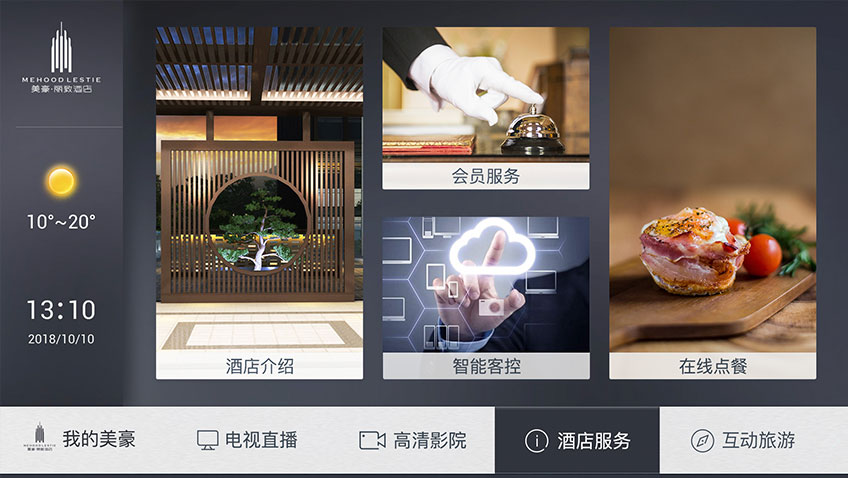 MEHOOD LESTIE
美豪·丽致酒店
10°~20°
13:10
2018/10/10
酒店介绍
会员服务
智能客控
在线点餐
我的美豪
电视直播
高清影院
酒店服务
互动旅游